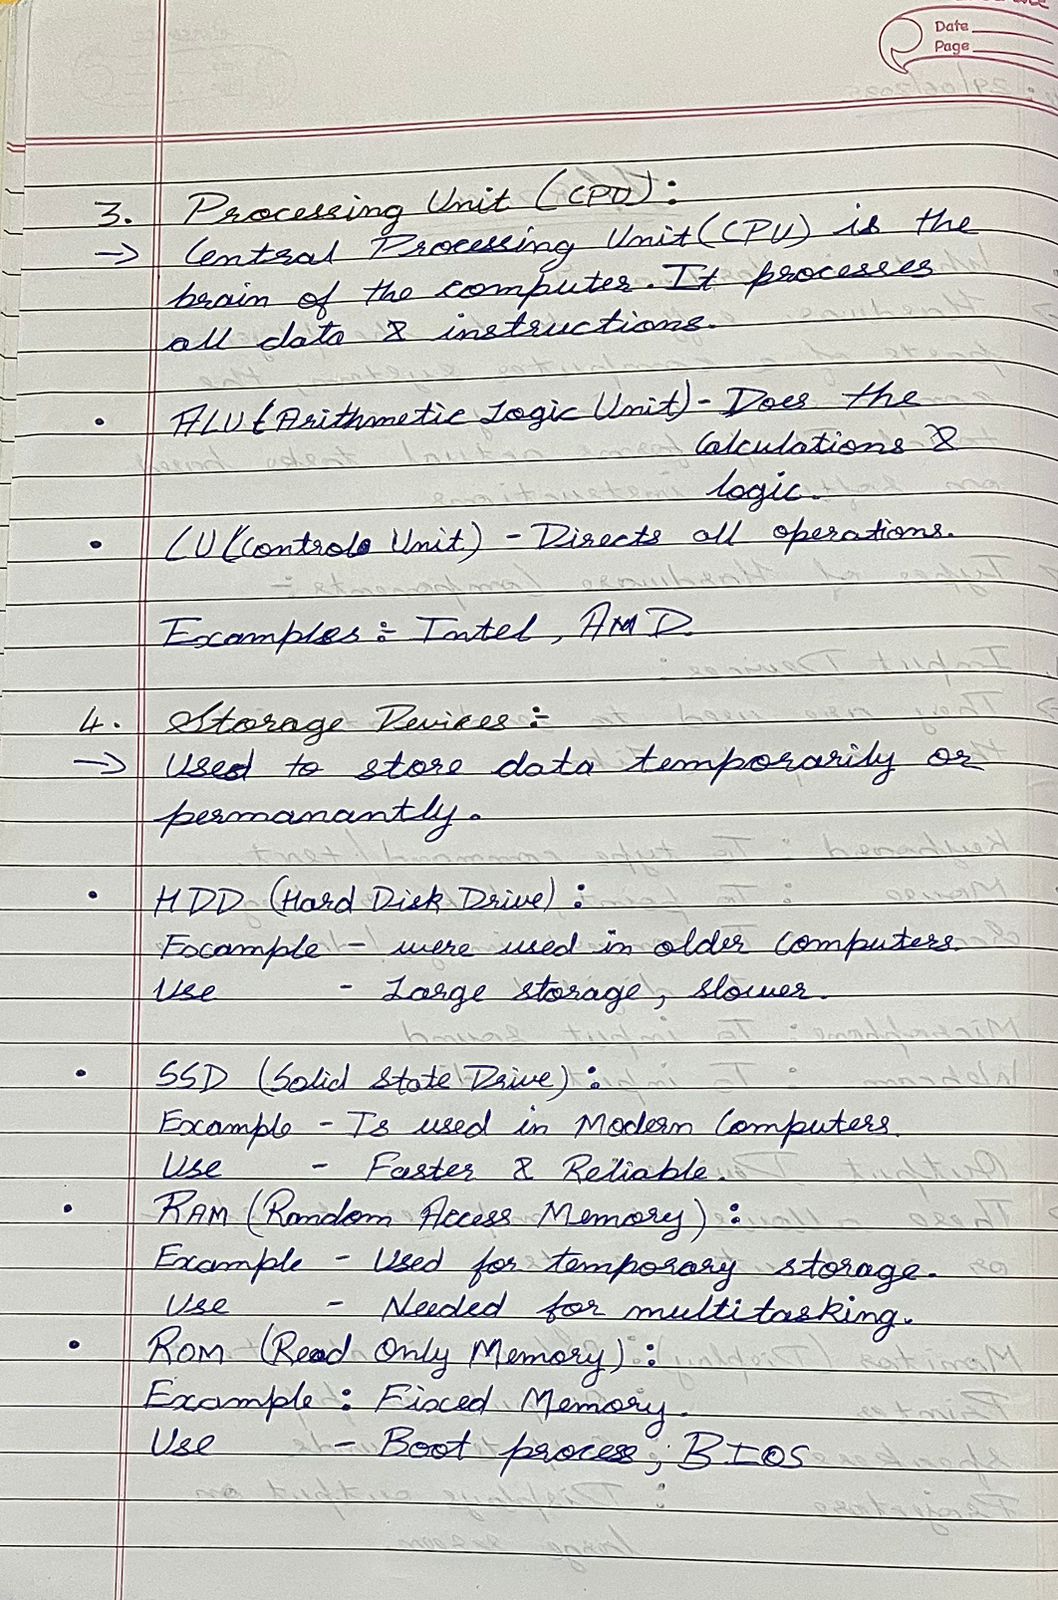 Date
Page
3. Processing Unit (CPU):
→ Central Processing Unit (CPU) is the
brain of the computer. It processes
all data & instructions.
• ALU (Arithmetic Logic Unit) - Does the
Calculations &
logic.
• CU (Control Unit) - Directs all operations.
Examples:- Intel, AMD.
4. Storage Devices:-
→ Used to store data temporarily or
permanantly.
• HDD (Hard Disk Drive):
Example - were used in older computers.
Use - Large storage, slower.
• SSD (Solid State Drive):
Example - Is used in Modern Computers.
Use - Faster & Reliable.
• RAM (Random Access Memory):
Example - Used for temporary storage.
Use - Needed for multitasking.
• ROM (Read Only Memory):
Example : Fixed Memory.
Use - Boot process, BIOS